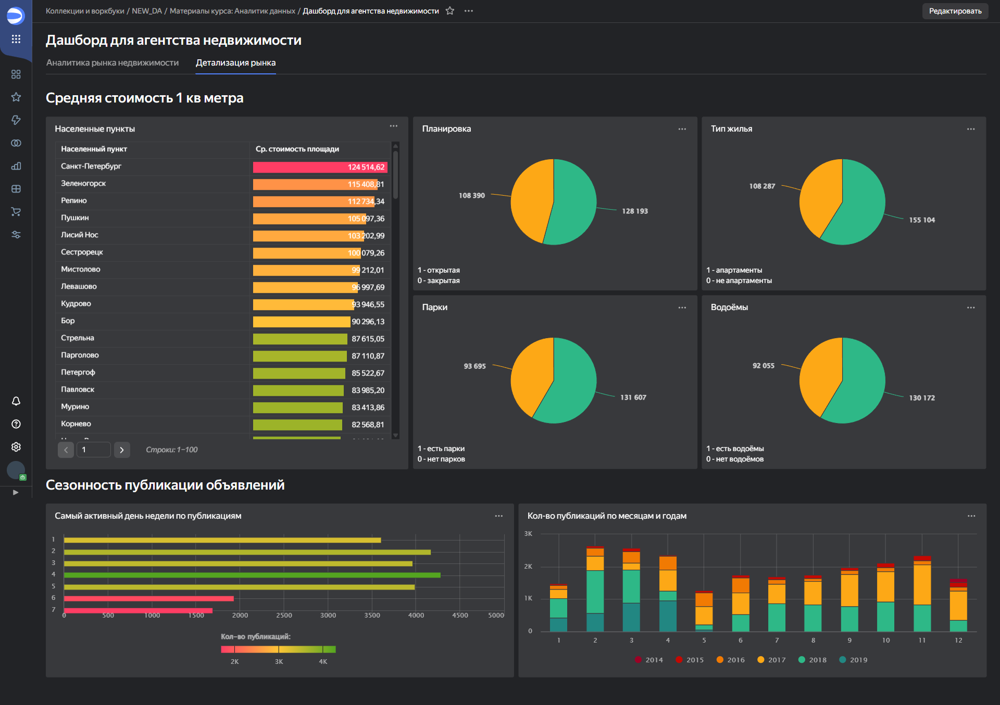 Коллекции и воркбуки / NEW_DA / Материалы курса: Аналитик данных / Дашборд для агентства недвижимости
Редактировать
Дашборд для агентства недвижимости
Аналитика рынка недвижимости
Детализация рынка
Средняя стоимость 1 кв метра
Населенные пункты
Населенный пункт Ср. стоимость площади
Санкт-Петербург 124 514,62
Зеленогорск 115 408,81
Репино 112 734,34
Пушкин 105 097,36
Лисий Нос 103 202,99
Сестрорецк 100 079,26
Мистолово 99 212,01
Левашово 96 997,69
Кудрово 93 946,55
Бор 90 296,13
Стрельна 87 615,05
Парголово 87 110,87
Петергоф 85 522,67
Павловск 83 985,20
Мурино 83 413,86
Корнево 82 568,81
1
Строки: 1–100
Планировка
108 390
128 193
1 - открытая
0 - закрытая
Тип жилья
108 287
155 104
1 - апартаменты
0 - не апартаменты
Парки
93 695
131 607
1 - есть парки
0 - нет парков
Водоёмы
92 055
130 172
1 - есть водоёмы
0 - нет водоёмов
Сезонность публикации объявлений
Самый активный день недели по публикациям
1
2
3
4
5
6
7
0 500 1000 1500 2000 2500 3000 3500 4000 4500 5000
Кол-во публикаций:
2K 3K 4K
Кол-во публикаций по месяцам и годам
3K
2K
1K
0
1 2 3 4 5 6 7 8 9 10 11 12
2014 2015 2016 2017 2018 2019